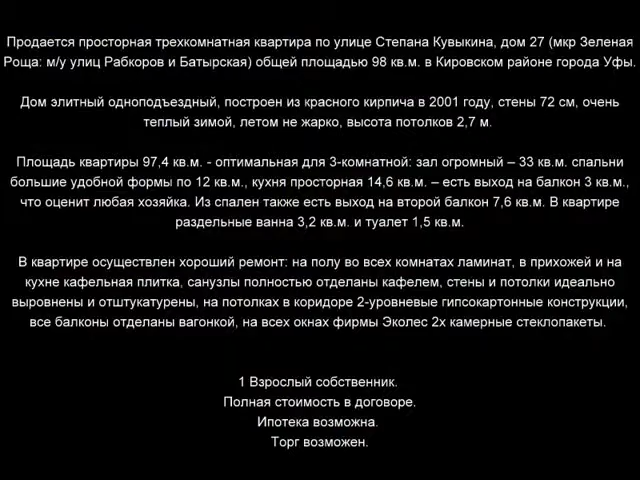 Продается просторная трехкомнатная квартира по улице Степана Кувыкина, дом 27 (мкр Зеленая
Роща: м/у улиц Рабкоров и Батырская) общей площадью 98 кв.м. в Кировском районе города Уфы.
Дом элитный одноподъездный, построен из красного кирпича в 2001 году, стены 72 см, очень
теплый зимой, летом не жарко, высота потолков 2,7 м.
Площадь квартиры 97,4 кв.м. - оптимальная для 3-комнатной: зал огромный – 33 кв.м. спальни
большие удобной формы по 12 кв.м., кухня просторная 14,6 кв.м. – есть выход на балкон 3 кв.м.,
что оценит любая хозяйка. Из спален также есть выход на второй балкон 7,6 кв.м. В квартире
раздельные ванна 3,2 кв.м. и туалет 1,5 кв.м.
В квартире осуществлен хороший ремонт: на полу во всех комнатах ламинат, в прихожей и на
кухне кафельная плитка, санузлы полностью отделаны кафелем, стены и потолки идеально
выровнены и отштукатурены, на потолках в коридоре 2-уровневые гипсокартонные конструкции,
все балконы отделаны вагонкой, на всех окнах фирмы Эколес 2х камерные стеклопакеты.
1 Взрослый собственник.
Полная стоимость в договоре.
Ипотека возможна.
Торг возможен.